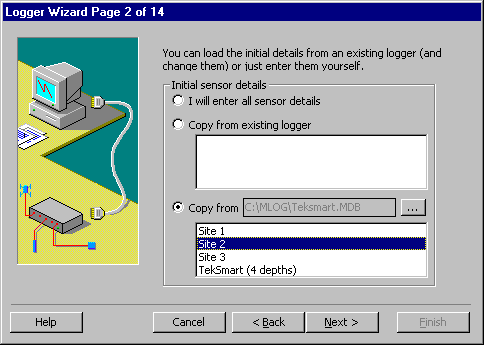 Logger Wizard Page 2 of 14
You can load the initial details from an existing logger (and
change them) or just enter them yourself.
Initial sensor details
I will enter all sensor details
Copy from existing logger
Copy from C:\MLOG\Teksmart.MDB ...
Site 1
Site 2
Site 3
TekSmart (4 depths)
Help Cancel < Back Next > Finish